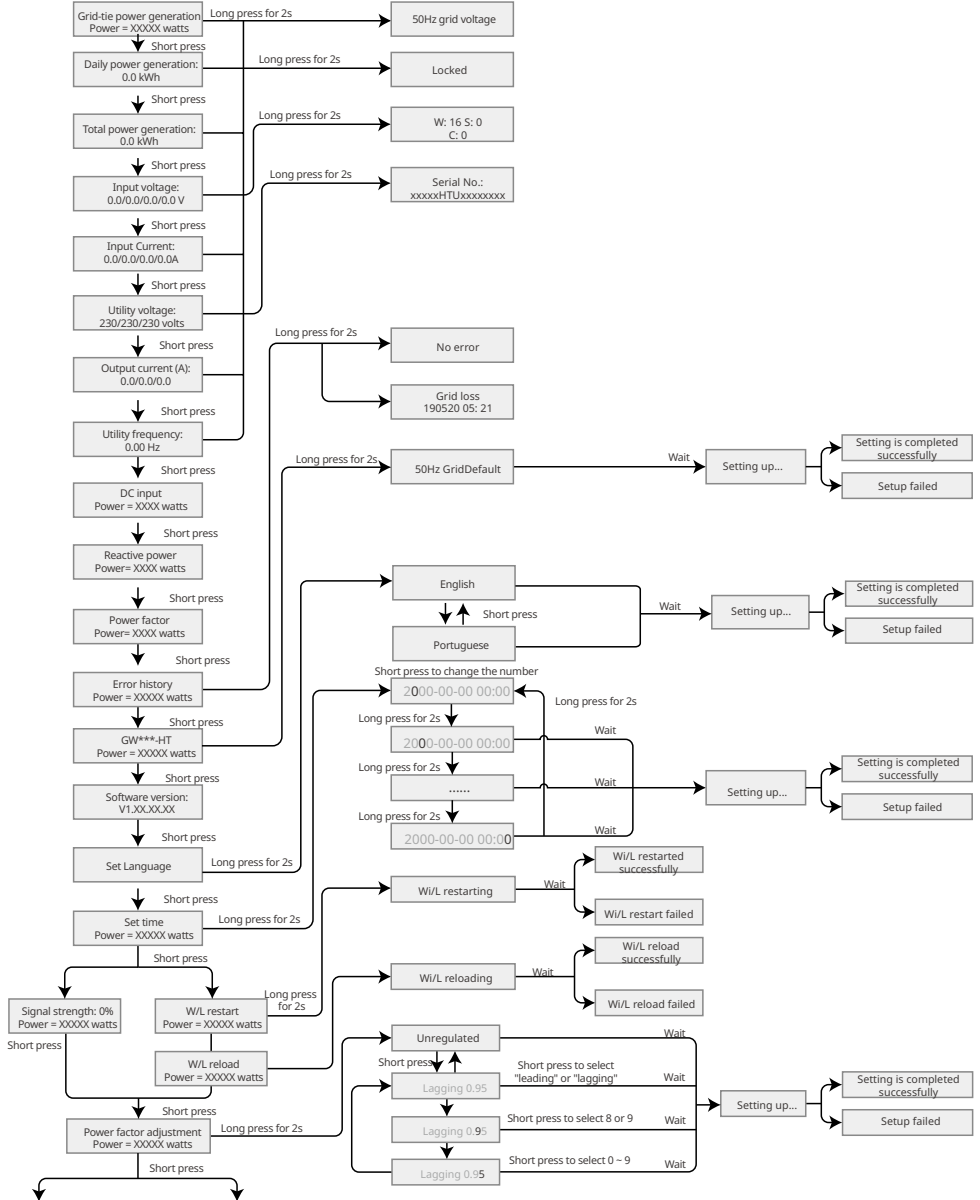 Grid-tie power generation
Power = XXXXX watts
Long press for 2s
50Hz grid voltage
Short press
Daily power generation:
0.0 kWh
Long press for 2s
Locked
Short press
Total power generation:
0.0 kWh
Long press for 2s
W: 16 S: 0
C: 0
Short press
Input voltage:
0.0/0.0/0.0/0.0 V
Long press for 2s
Serial No.:
xxxxxHTUxxxxxxxx
Short press
Input Current:
0.0/0.0/0.0/0.0A
Short press
Utility voltage:
230/230/230 volts
Short press
Long press for 2s
No error
Output current (A):
0.0/0.0/0.0
Grid loss
190520 05: 21
Short press
Utility frequency:
0.00 Hz
Short press
Long press for 2s
50Hz GridDefault
Wait
Setting up...
Setting is completed
successfully
Setup failed
DC input
Power = XXXX watts
Short press
Reactive power
Power= XXXX watts
Short press
Power factor
Power= XXXX watts
Short press
English
Short press
Portuguese
Wait
Setting up...
Setting is completed
successfully
Setup failed
Error history
Power = XXXXX watts
Short press
GW***-HT
Power = XXXXX watts
Short press
Software version:
V1.XX.XX.XX
Short press
Short press to change the number
2000-00-00 00:00
Long press for 2s
Long press for 2s
2000-00-00 00:00
Wait
Long press for 2s
......
Wait
Long press for 2s
2000-00-00 00:00
Wait
Setting up...
Setting is completed
successfully
Setup failed
Set Language
Long press for 2s
Short press
Set time
Power = XXXXX watts
Long press for 2s
Wi/L restarting
Wait
Wi/L restarted
successfully
Wi/L restart failed
Short press
Signal strength: 0%
Power = XXXXX watts
W/L restart
Power = XXXXX watts
Long press
for 2s
Wi/L reloading
Wait
Wi/L reload
successfully
Wi/L reload failed
Short press
W/L reload
Power = XXXXX watts
Short press
Power factor adjustment
Power = XXXXX watts
Long press for 2s
Short press
Unregulated
Wait
Short press
Lagging 0.95
Short press to select
"leading" or "lagging"
Wait
Lagging 0.95
Short press to select 8 or 9
Wait
Lagging 0.95
Short press to select 0 ~ 9
Wait
Setting up...
Setting is completed
successfully
Setup failed